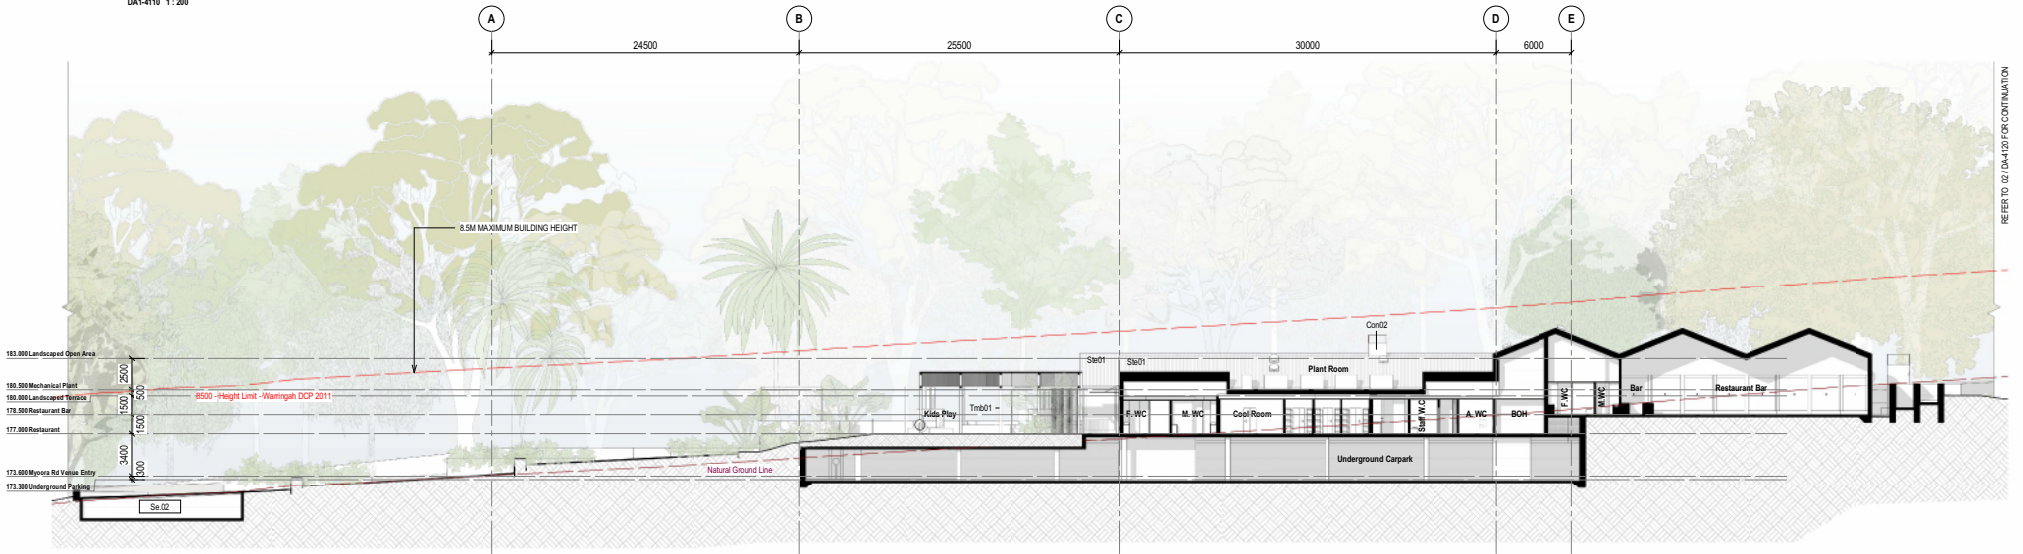 DA1-4110 1 : 200
A B C D E
24500 25500 30000 6000
REFER TO 02 / DA-4120 FOR CONTINUATION
8.5M MAXIMUM BUILDING HEIGHT
Con02
183.000 Landscaped Open Area
2500
Ste01 Ste01
Plant Room
180.500 Mechanical Plant
500
8500 - Height Limit - Warringah DCP 2011
180.000 Landscaped Terrace
1500
F. WC M.WC Bar Restaurant Bar
178.500 Restaurant Bar
1500
Kids Play Tmb01 F. WC M. WC Cool Room Staff W.C A. WC BOH
177.000 Restaurant
3400
Underground Carpark
Natural Ground Line
173.600 Myoora Rd Venue Entry
300
173.300 Underground Parking
Se.02